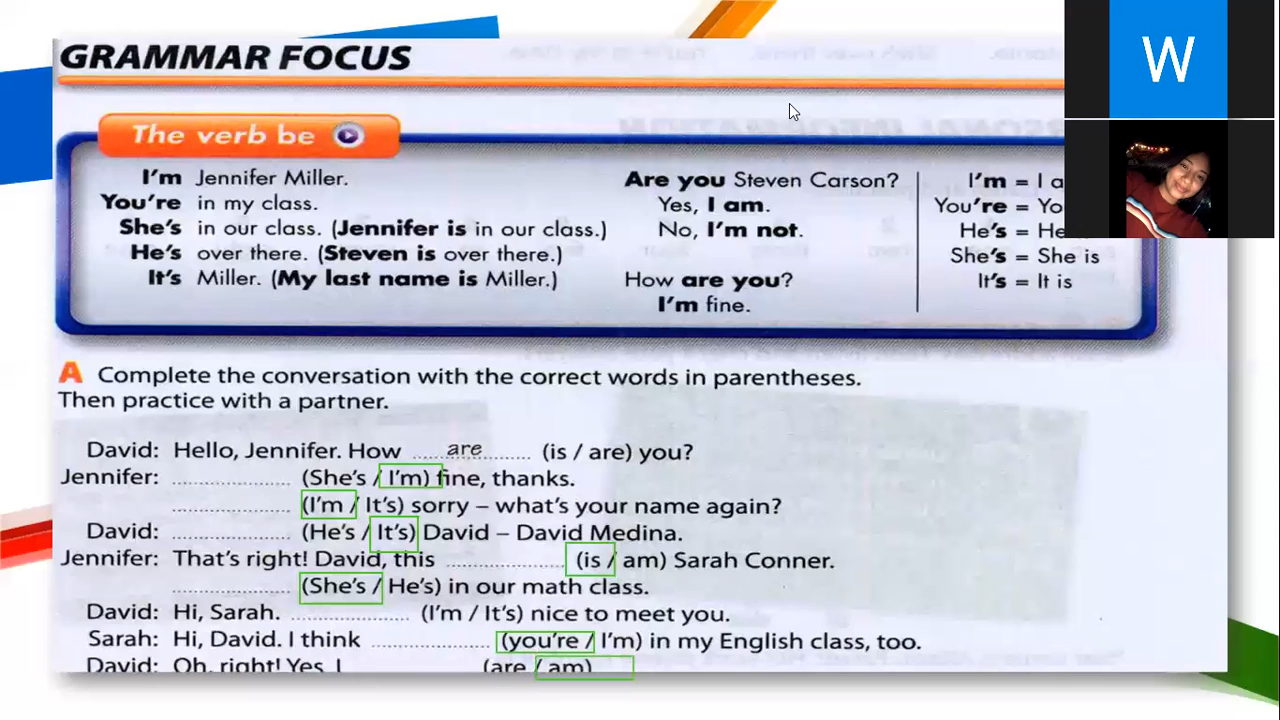 GRAMMAR FOCUS
W
The verb be
I'm Jennifer Miller.
You're in my class.
She's in our class. (Jennifer is in our class.)
He's over there. (Steven is over there.)
It's Miller. (My last name is Miller.)
Are you Steven Carson?
Yes, I am.
No, I'm not.
How are you?
I'm fine.
I'm = I
You're =
He's = He
She's = She is
It's = It is
A Complete the conversation with the correct words in parentheses.
Then practice with a partner.
David: Hello, Jennifer. How are (is / are) you?
Jennifer: (She's / I'm) fine, thanks.
(I'm / It's) sorry – what's your name again?
David: (He's / It's) David – David Medina.
Jennifer: That's right! David, this (is / am) Sarah Conner.
(She's / He's) in our math class.
David: Hi, Sarah. (I'm / It's) nice to meet you.
Sarah: Hi, David. I think (you're / I'm) in my English class, too.
David: Oh, right! Yes, I (are / am)